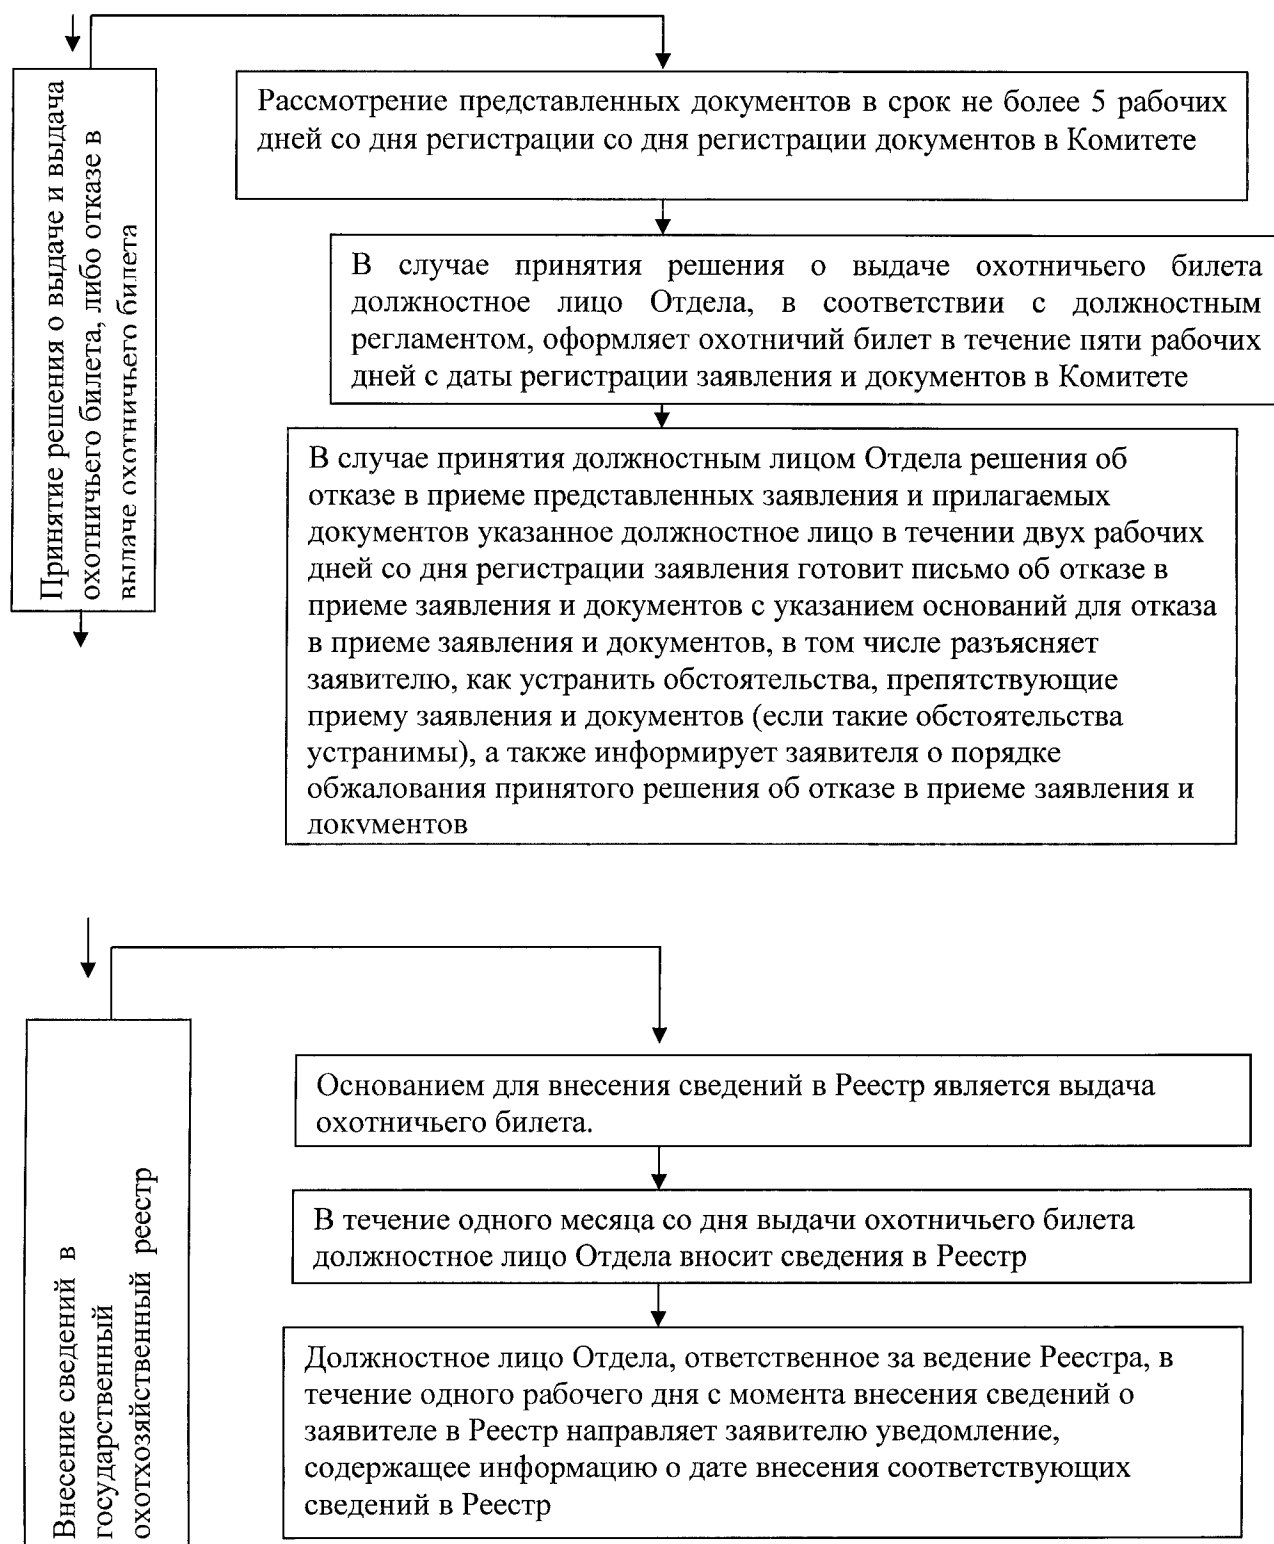 Принятие решения о выдаче и выдача
охотничьего билета, либо отказе в
выдаче охотничьего билета
Рассмотрение представленных документов в срок не более 5 рабочих
дней со дня регистрации со дня регистрации документов в Комитете
В случае принятия решения о выдаче охотничьего билета
должностное лицо Отдела, в соответствии с должностным
регламентом, оформляет охотничий билет в течение пяти рабочих
дней с даты регистрации заявления и документов в Комитете
В случае принятия должностным лицом Отдела решения об
отказе в приеме представленных заявления и прилагаемых
документов указанное должностное лицо в течении двух рабочих
дней со дня регистрации заявления готовит письмо об отказе в
приеме заявления и документов с указанием оснований для отказа
в приеме заявления и документов, в том числе разъясняет
заявителю, как устранить обстоятельства, препятствующие
приему заявления и документов (если такие обстоятельства
устранимы), а также информирует заявителя о порядке
обжалования принятого решения об отказе в приеме заявления и
документов
Внесение сведений в
государственный
охотхозяйственный реестр
Основанием для внесения сведений в Реестр является выдача
охотничьего билета.
В течение одного месяца со дня выдачи охотничьего билета
должностное лицо Отдела вносит сведения в Реестр
Должностное лицо Отдела, ответственное за ведение Реестра, в
течение одного рабочего дня с момента внесения сведений о
заявителе в Реестр направляет заявителю уведомление,
содержащее информацию о дате внесения соответствующих
сведений в Реестр